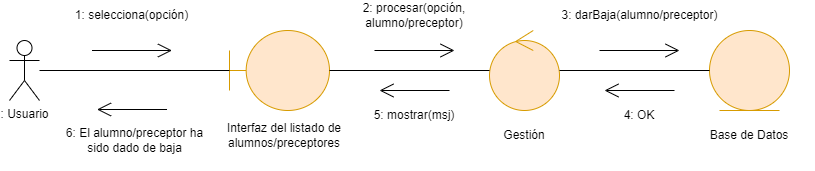 1: selecciona(opción)
2: procesar(opción,
alumno/preceptor)
3: darBaja(alumno/preceptor)
: Usuario
6: El alumno/preceptor ha
sido dado de baja
Interfaz del listado de
alumnos/preceptores
5: mostrar(msj)
Gestión
4: OK
Base de Datos